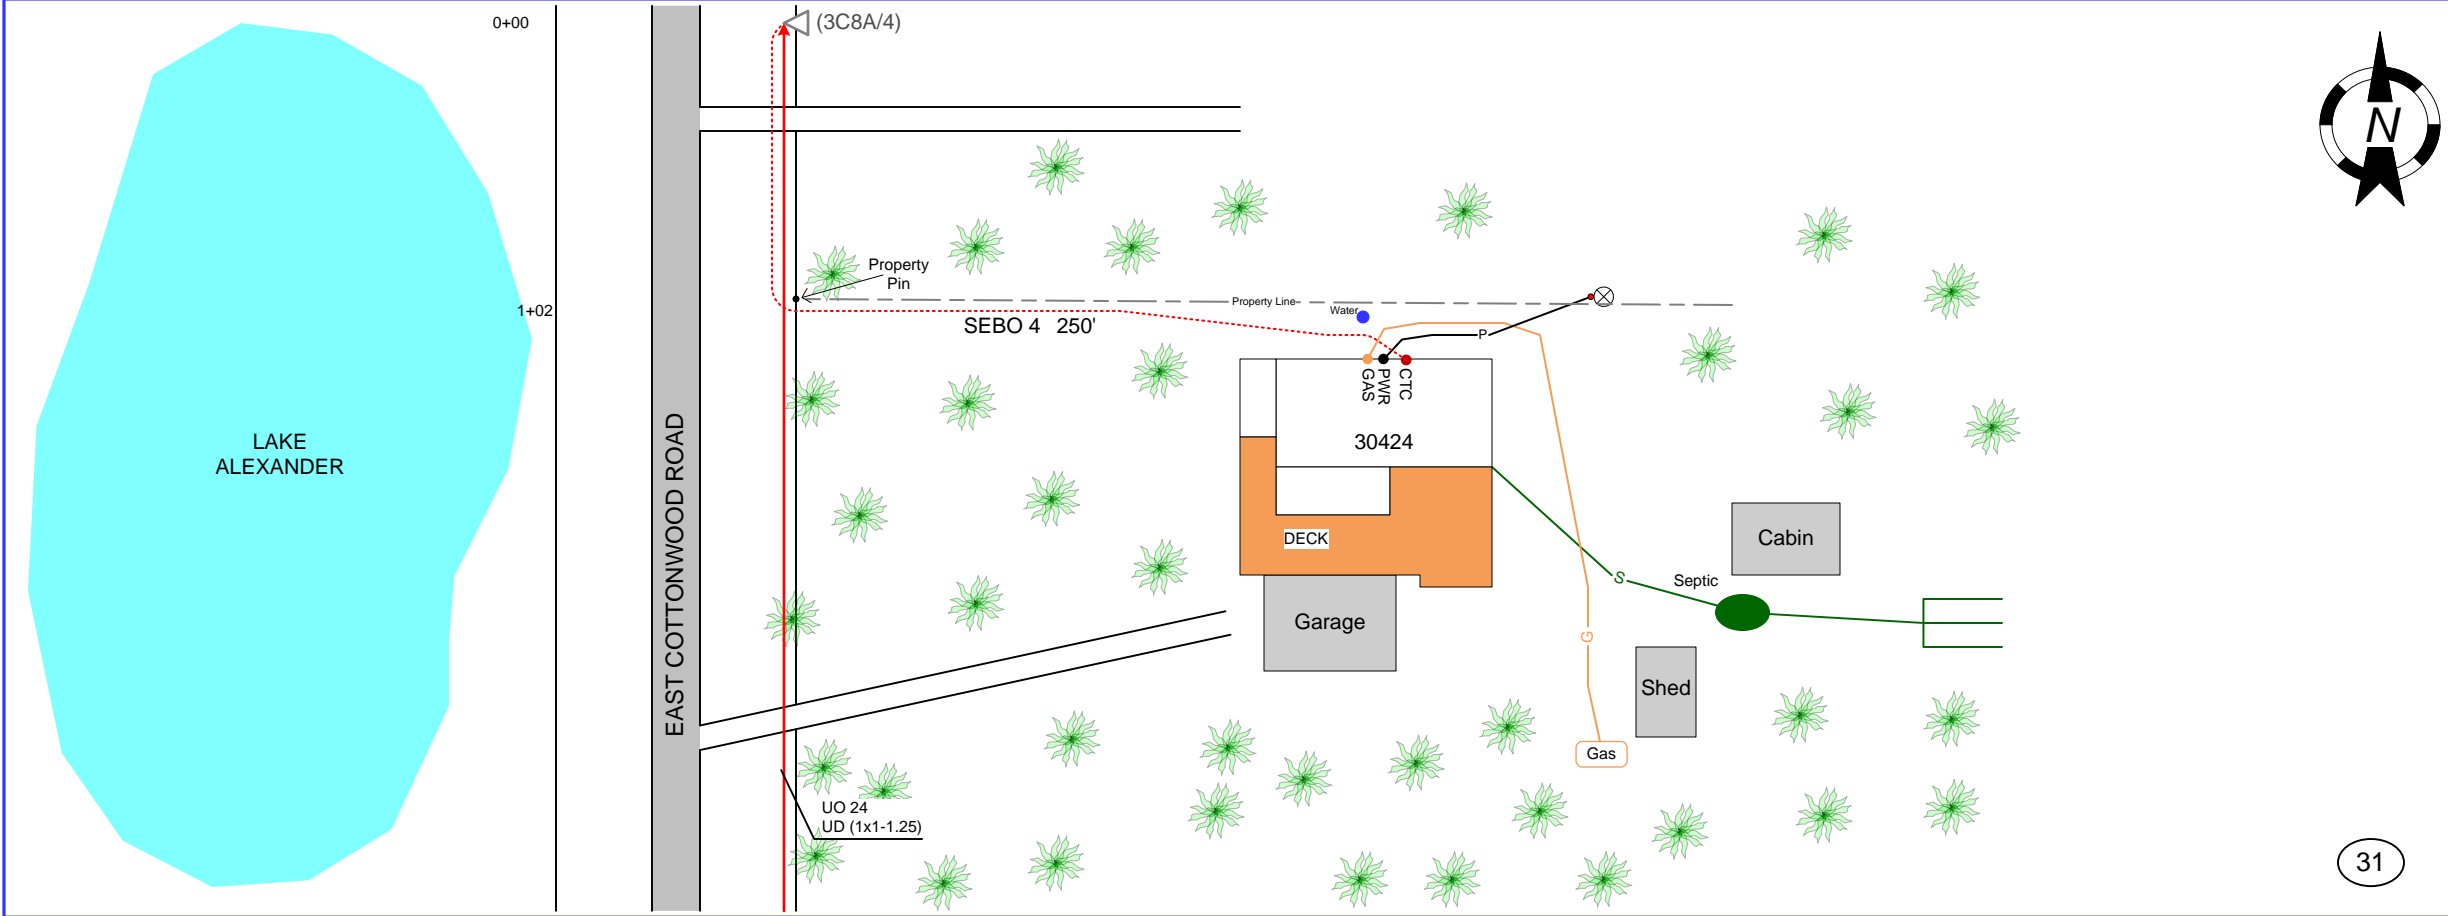 0+00
(3C8A/4)
N
Property
Pin
1+02
Property Line
Water
SEBO 4   250'
P
GAS
PWR
CTC
30424
LAKE
ALEXANDER
EAST COTTONWOOD ROAD
DECK
Cabin
S
Septic
Garage
G
Shed
Gas
UO 24
UD (1x1-1.25)
31